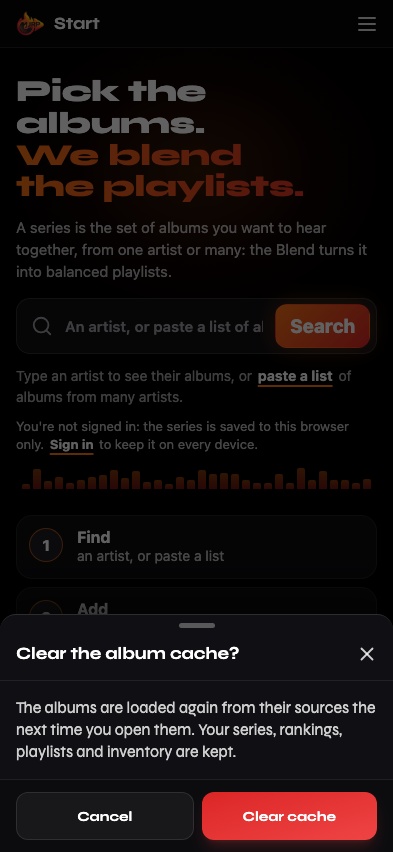 Start
Pick the
albums.
We blend
the playlists.
A series is the set of albums you want to hear
together, from one artist or many: the Blend turns it
into balanced playlists.
An artist, or paste a list of al
Search
Type an artist to see their albums, or paste a list of
albums from many artists.
You're not signed in: the series is saved to this browser
only. Sign in to keep it on every device.
1
Find
an artist, or paste a list
Add
Clear the album cache?
The albums are loaded again from their sources the
next time you open them. Your series, rankings,
playlists and inventory are kept.
Cancel
Clear cache